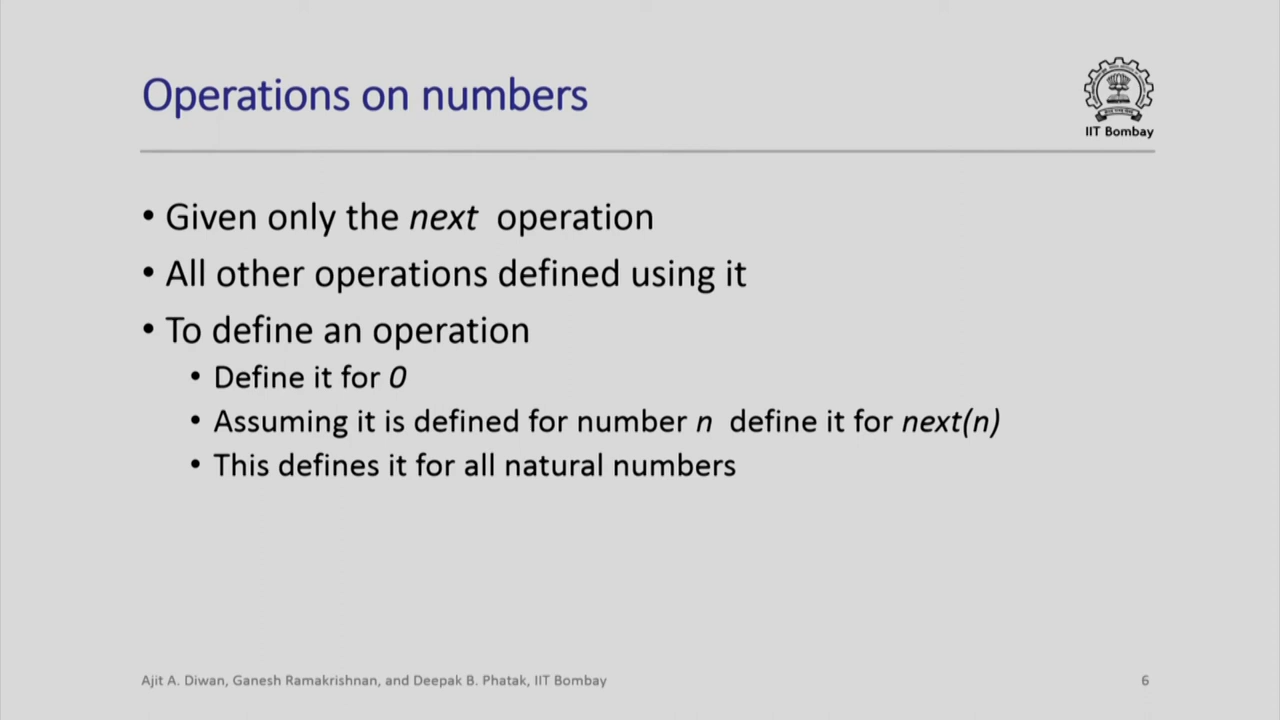 Operations on numbers
IIT Bombay
• Given only the next operation
• All other operations defined using it
• To define an operation
• Define it for 0
• Assuming it is defined for number n define it for next(n)
• This defines it for all natural numbers
Ajit A. Diwan, Ganesh Ramakrishnan, and Deepak B. Phatak, IIT Bombay
6